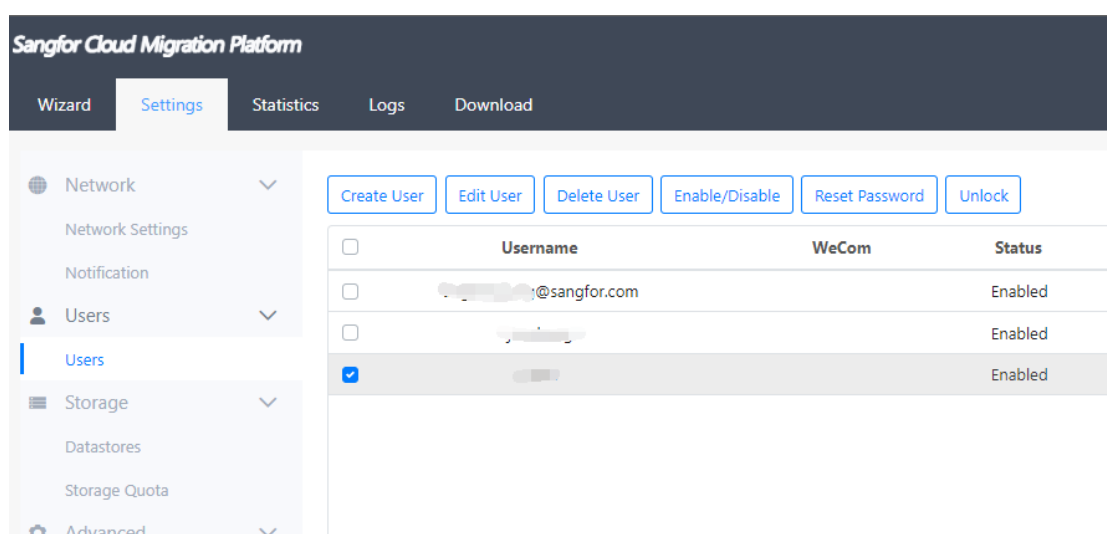 Sangfor Cloud Migration Platform
Wizard Settings Statistics Logs Download
Network
Network Settings
Notification
Users
Users
Storage
Datastores
Storage Quota
Advanced
Create User Edit User Delete User Enable/Disable Reset Password Unlock
Username WeCom Status
@sangfor.com Enabled
Enabled
Enabled